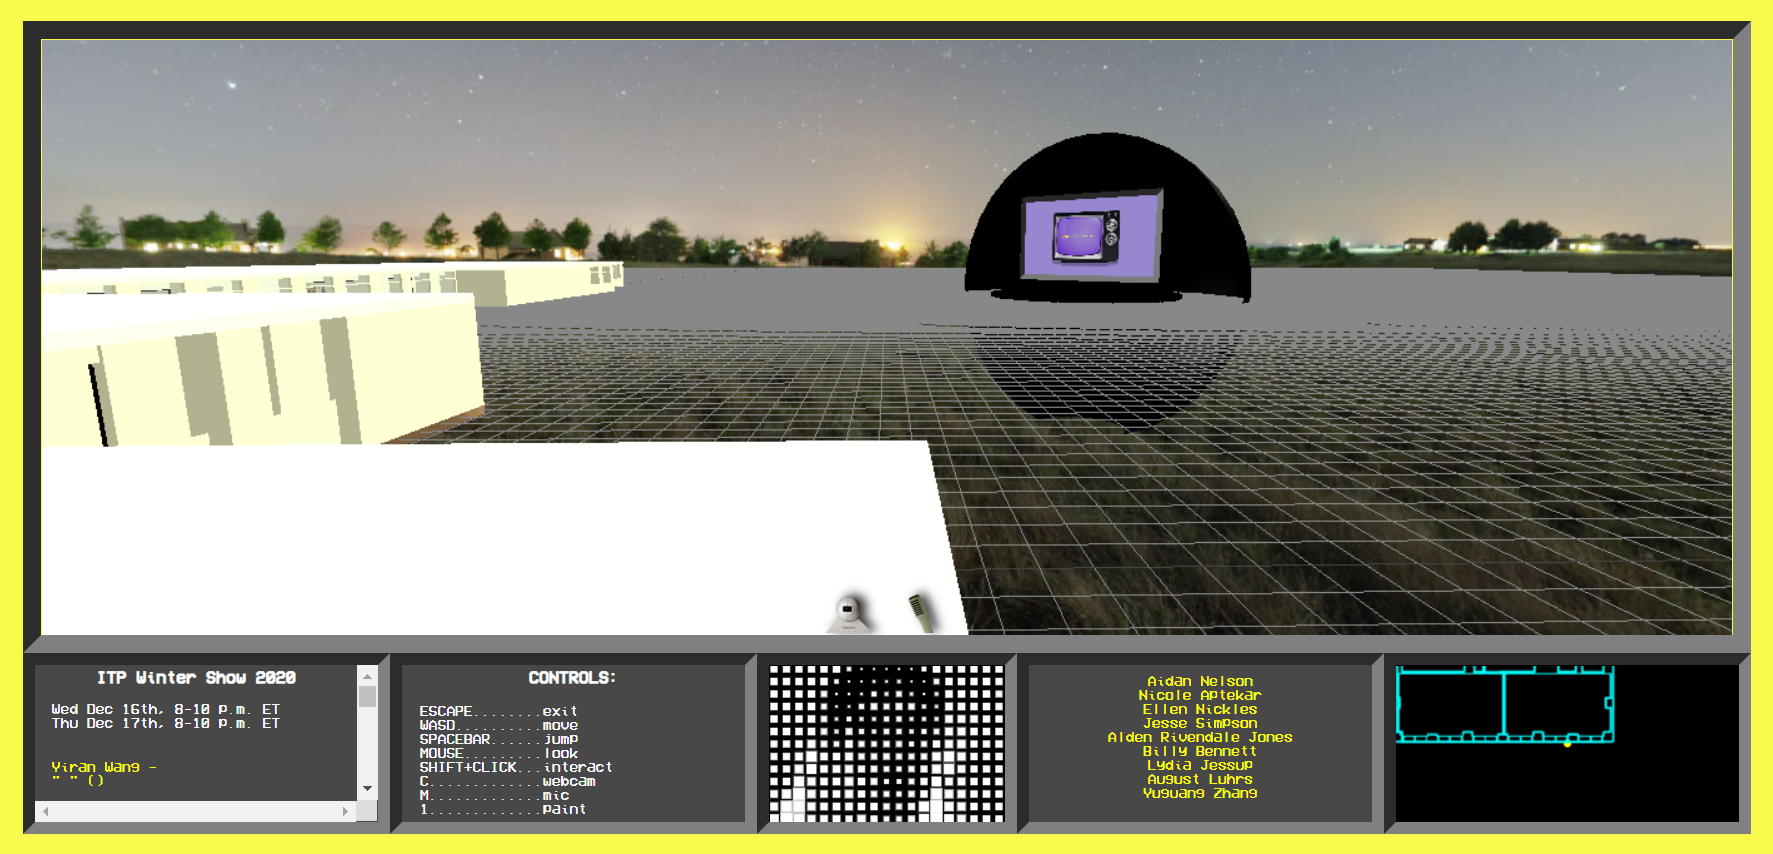 ITP Winter Show 2020
Wed Dec 16th, 8-10 p.m. ET
Thu Dec 17th, 8-10 p.m. ET
Yiran Wang -
" " ()
CONTROLS:
ESCAPE........exit
WASD..........move
SPACEBAR......jump
MOUSE.........look
SHIFT+CLICK...interact
C.............webcam
M.............mic
1.............paint
Aidan Nelson
Nicole Aptekar
Ellen Nickles
Jesse Simpson
Alden Rivendale Jones
Billy Bennett
Lydia Jessup
August Luhrs
Yuguang Zhang